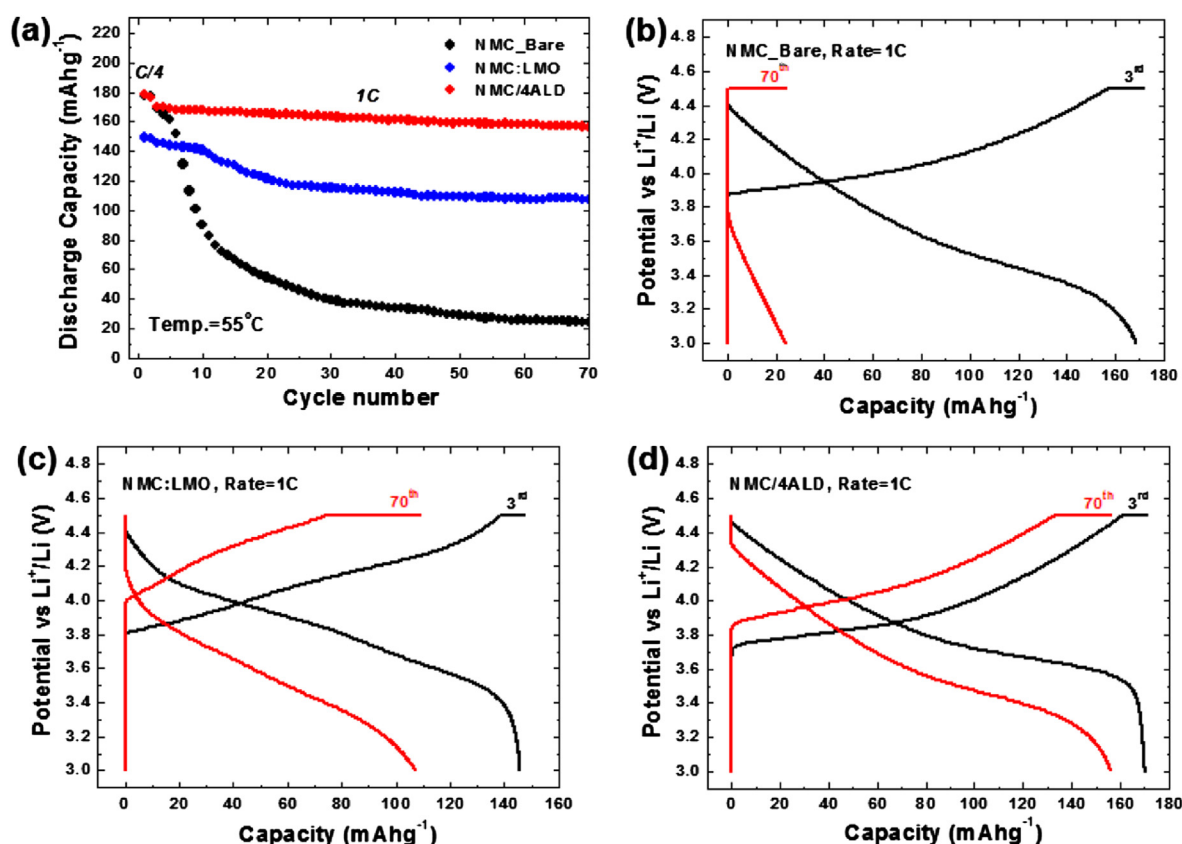 (a)
Discharge Capacity (mAhg⁻¹)
220
200
180
160
140
120
100
80
60
40
20
0
C/4
1C
NMC_Bare
NMC:LMO
NMC/4ALD
Temp.=55°C
0 10 20 30 40 50 60 70
Cycle number
(b)
Potential vs Li⁺/Li (V)
4.8
4.5
4.2
3.9
3.6
3.3
3.0
NMC_Bare, Rate=1C
70th
3rd
0 20 40 60 80 100 120 140 160 180
Capacity (mAhg⁻¹)
(c)
Potential vs Li⁺/Li (V)
4.8
4.6
4.4
4.2
4.0
3.8
3.6
3.4
3.2
3.0
NMC:LMO, Rate=1C
70th
3rd
0 20 40 60 80 100 120 140 160
Capacity (mAhg⁻¹)
(d)
Potential vs Li⁺/Li (V)
4.8
4.6
4.4
4.2
4.0
3.8
3.6
3.4
3.2
3.0
NMC/4ALD, Rate=1C
70th
3rd
0 20 40 60 80 100 120 140 160 180
Capacity (mAhg⁻¹)